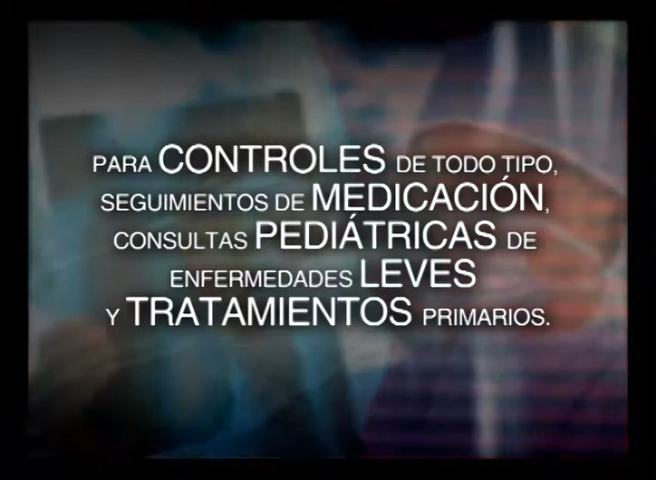 PARA CONTROLES DE TODO TIPO,
SEGUIMIENTOS DE MEDICACIÓN,
CONSULTAS PEDIÁTRICAS DE
ENFERMEDADES LEVES
Y TRATAMIENTOS PRIMARIOS.